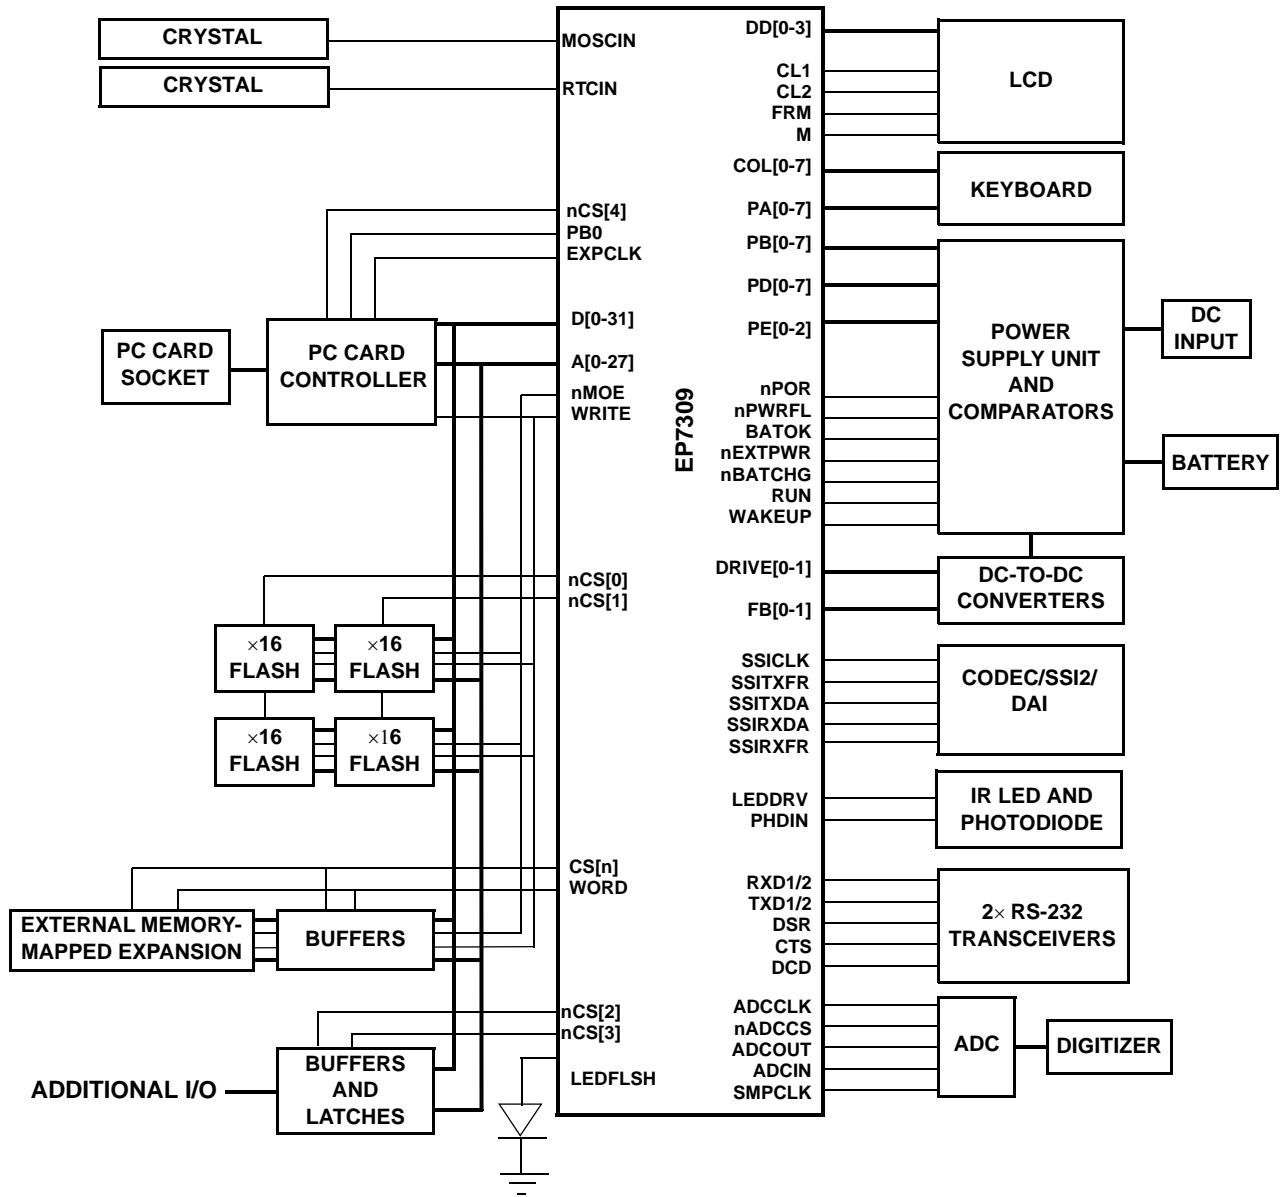 CRYSTAL
CRYSTAL
MOSCIN
RTCIN
nCS[4]
PB0
EXPCLK
D[0-31]
A[0-27]
nMOE
WRITE
PC CARD
SOCKET
PC CARD
CONTROLLER
nCS[0]
nCS[1]
×16
FLASH
×16
FLASH
×16
FLASH
×16
FLASH
CS[n]
WORD
EXTERNAL MEMORY-
MAPPED EXPANSION
BUFFERS
nCS[2]
nCS[3]
LEDFLSH
ADDITIONAL I/O
BUFFERS
AND
LATCHES
EP7309
DD[0-3]
CL1
CL2
FRM
M
COL[0-7]
PA[0-7]
PB[0-7]
PD[0-7]
PE[0-2]
nPOR
nPWRFL
BATOK
nEXTPWR
nBATCHG
RUN
WAKEUP
DRIVE[0-1]
FB[0-1]
SSICLK
SSITXFR
SSITXDA
SSIRXDA
SSIRXFR
LEDDRV
PHDIN
RXD1/2
TXD1/2
DSR
CTS
DCD
ADCCLK
nADCCS
ADCOUT
ADCIN
SMPCLK
LCD
KEYBOARD
POWER
SUPPLY UNIT
AND
COMPARATORS
DC
INPUT
BATTERY
DC-TO-DC
CONVERTERS
CODEC/SSI2/
DAI
IR LED AND
PHOTODIODE
2× RS-232
TRANSCEIVERS
ADC
DIGITIZER